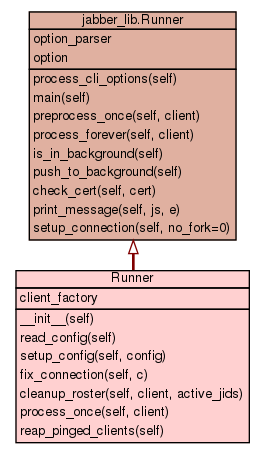 jabber_lib.Runner
option_parser
option
process_cli_options(self)
main(self)
preprocess_once(self, client)
process_forever(self, client)
is_in_background(self)
push_to_background(self)
check_cert(self, cert)
print_message(self, js, e)
setup_connection(self, no_fork=0)
Runner
client_factory
__init__(self)
read_config(self)
setup_config(self, config)
fix_connection(self, c)
cleanup_roster(self, client, active_jids)
process_once(self, client)
reap_pinged_clients(self)